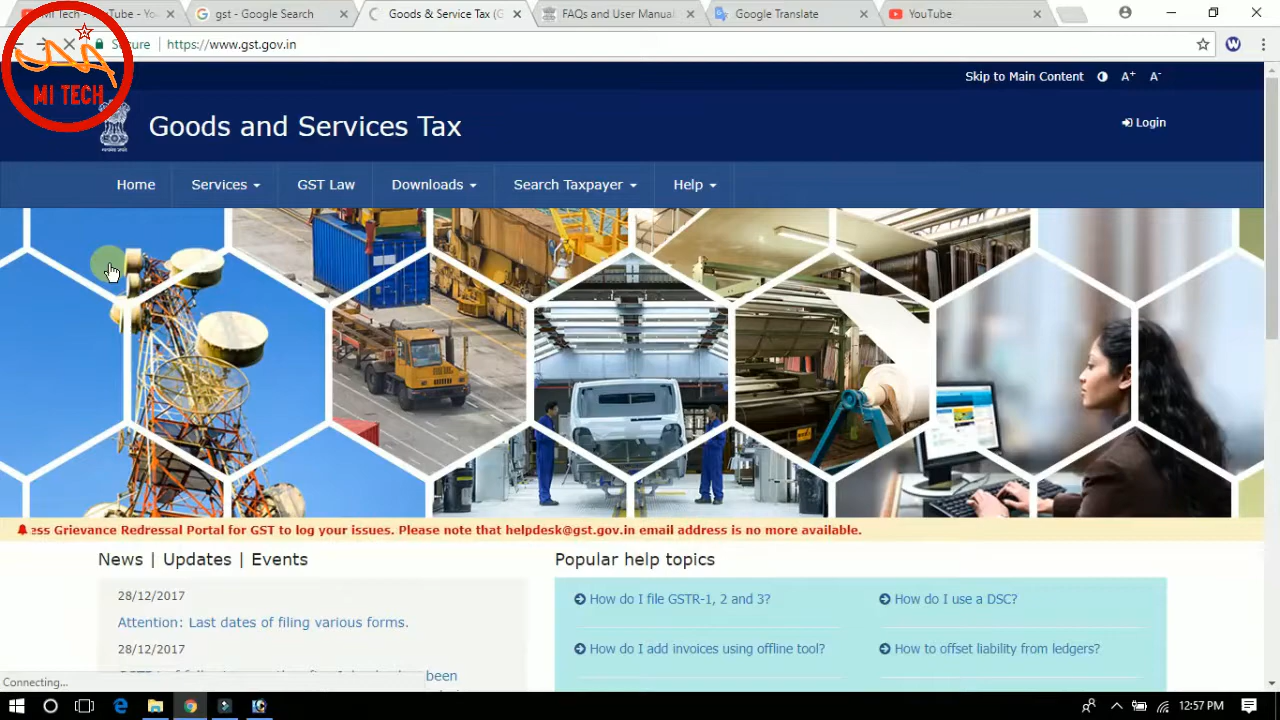 MI Tech - YouTube - Yo
gst - Google Search
Goods & Service Tax (G
FAQs and User Manual
Google Translate
YouTube
Secure
https://www.gst.gov.in
MI TECH
Skip to Main Content
A+
A-
Goods and Services Tax
Login
Home
Services
GST Law
Downloads
Search Taxpayer
Help
ess Grievance Redressal Portal for GST to log your issues. Please note that helpdesk@gst.gov.in email address is no more available.
News | Updates | Events
28/12/2017
Attention: Last dates of filing various forms.
28/12/2017
been
Popular help topics
How do I file GSTR-1, 2 and 3?
How do I use a DSC?
How do I add invoices using offline tool?
How to offset liability from ledgers?
Connecting...
12:57 PM